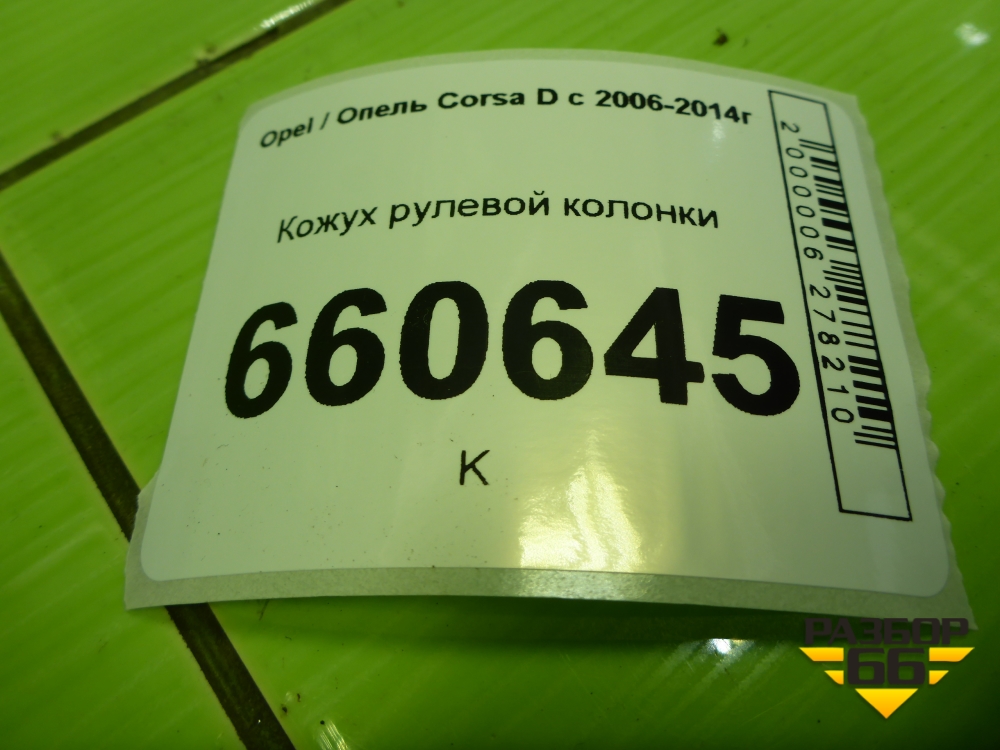 Opel / Опель Corsa D с 2006-2014г
Кожух рулевой колонки
660645
К
2000006278210
РАЗБОР
66